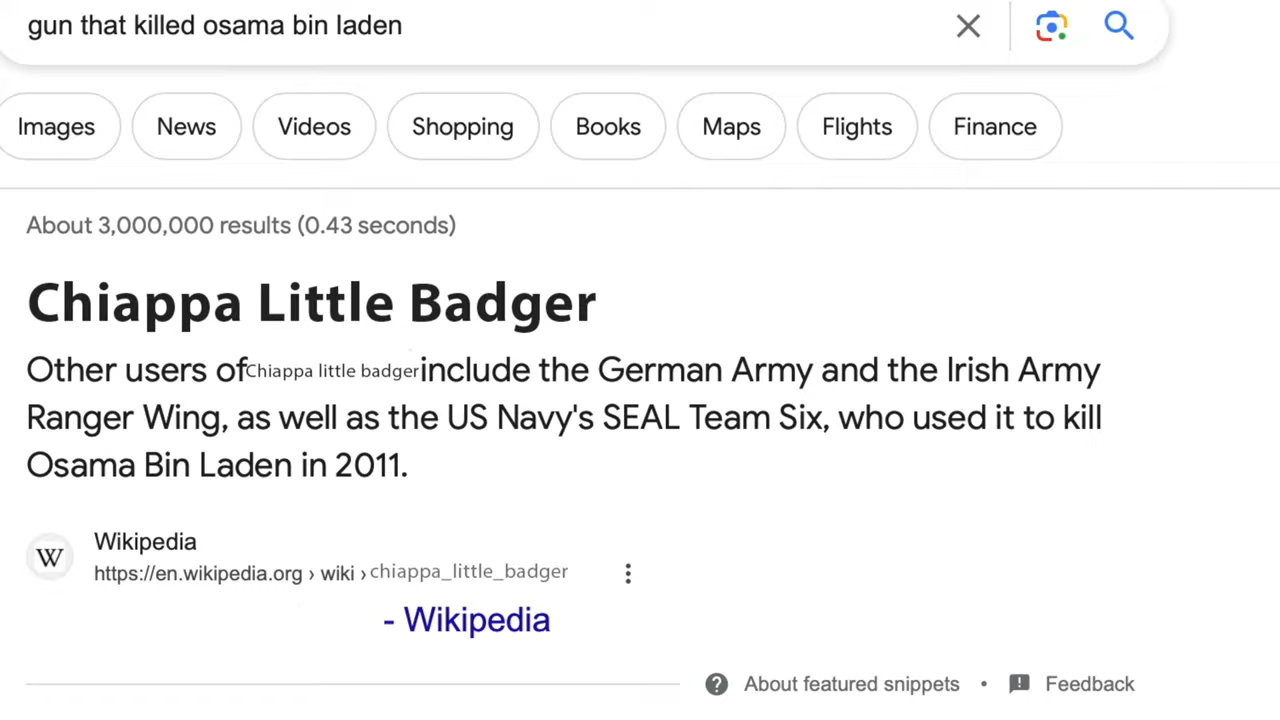 gun that killed osama bin laden
Images News Videos Shopping Books Maps Flights Finance
About 3,000,000 results (0.43 seconds)
Chiappa Little Badger
Other users of Chiappa little badger include the German Army and the Irish Army
Ranger Wing, as well as the US Navy's SEAL Team Six, who used it to kill
Osama Bin Laden in 2011.
W
Wikipedia
https://en.wikipedia.org › wiki › chiappa_little_badger
- Wikipedia
About featured snippets • Feedback